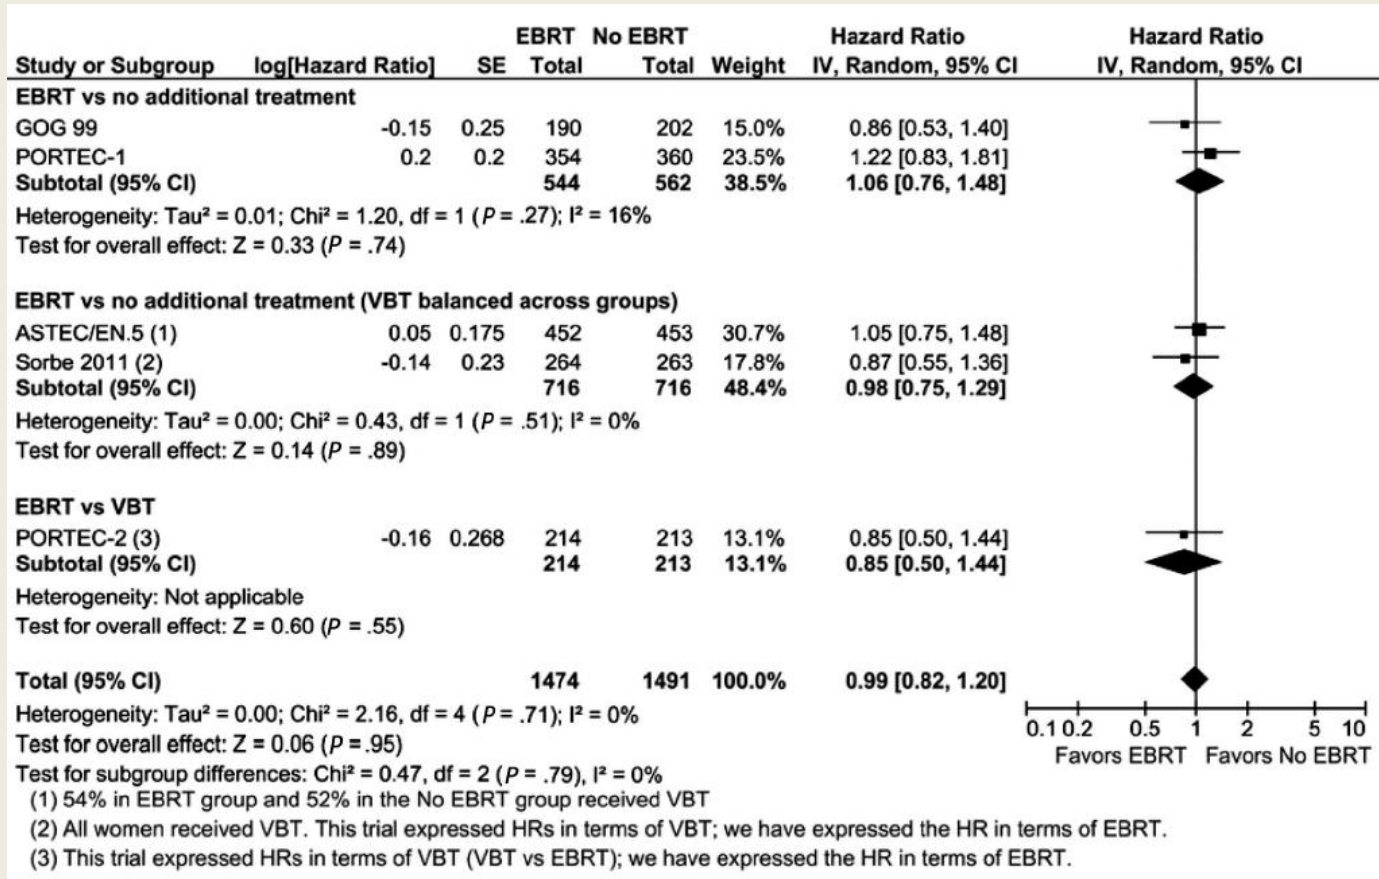 EBRT No EBRT Hazard Ratio Hazard Ratio
Study or Subgroup log[Hazard Ratio] SE Total Total Weight IV, Random, 95% CI IV, Random, 95% CI
EBRT vs no additional treatment
GOG 99 -0.15 0.25 190 202 15.0% 0.86 [0.53, 1.40]
PORTEC-1 0.2 0.2 354 360 23.5% 1.22 [0.83, 1.81]
Subtotal (95% CI) 544 562 38.5% 1.06 [0.76, 1.48]
Heterogeneity: Tau² = 0.01; Chi² = 1.20, df = 1 (P = .27); I² = 16%
Test for overall effect: Z = 0.33 (P = .74)
EBRT vs no additional treatment (VBT balanced across groups)
ASTEC/EN.5 (1) 0.05 0.175 452 453 30.7% 1.05 [0.75, 1.48]
Sorbe 2011 (2) -0.14 0.23 264 263 17.8% 0.87 [0.55, 1.36]
Subtotal (95% CI) 716 716 48.4% 0.98 [0.75, 1.29]
Heterogeneity: Tau² = 0.00; Chi² = 0.43, df = 1 (P = .51); I² = 0%
Test for overall effect: Z = 0.14 (P = .89)
EBRT vs VBT
PORTEC-2 (3) -0.16 0.268 214 213 13.1% 0.85 [0.50, 1.44]
Subtotal (95% CI) 214 213 13.1% 0.85 [0.50, 1.44]
Heterogeneity: Not applicable
Test for overall effect: Z = 0.60 (P = .55)
Total (95% CI) 1474 1491 100.0% 0.99 [0.82, 1.20]
Heterogeneity: Tau² = 0.00; Chi² = 2.16, df = 4 (P = .71); I² = 0%
Test for overall effect: Z = 0.06 (P = .95)
Test for subgroup differences: Chi² = 0.47, df = 2 (P = .79), I² = 0%
0.1 0.2 0.5 1 2 5 10
Favors EBRT Favors No EBRT
(1) 54% in EBRT group and 52% in the No EBRT group received VBT
(2) All women received VBT. This trial expressed HRs in terms of VBT; we have expressed the HR in terms of EBRT.
(3) This trial expressed HRs in terms of VBT (VBT vs EBRT); we have expressed the HR in terms of EBRT.